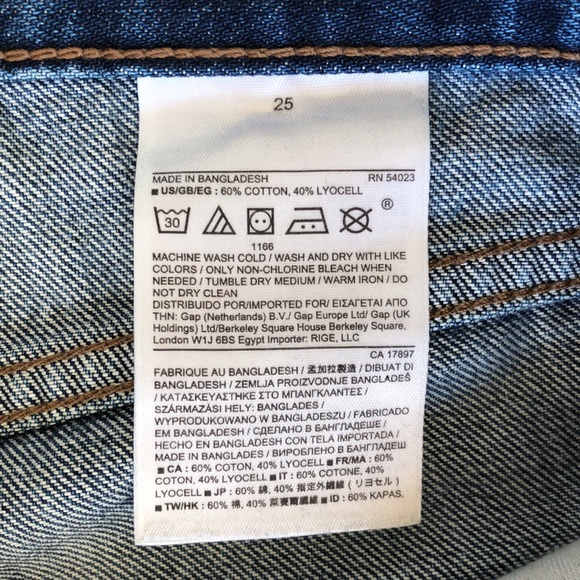 25
MADE IN BANGLADESH RN 54023
■ US/GB/EG : 60% COTTON, 40% LYOCELL
30 ®
1166
MACHINE WASH COLD / WASH AND DRY WITH LIKE
COLORS / ONLY NON-CHLORINE BLEACH WHEN
NEEDED / TUMBLE DRY MEDIUM / WARM IRON / DO
NOT DRY CLEAN
DISTRIBUIDO POR/IMPORTED FOR/ ΕΙΣΑΓΕΤΑΙ ΑΠΟ
ΤΗΝ: Gap (Netherlands) B.V./ Gap Europe Ltd/ Gap (UK
Holdings) Ltd/Berkeley Square House Berkeley Square,
London W1J 6BS Egypt Importer: RIGE, LLC
CA 17897
FABRIQUE AU BANGLADESH / 孟加拉製造 / DIBUAT DI
BANGLADESH / ZEMLJA PROIZVODNJE BANGLADEŠ
/ ΚΑΤΑΣΚΕΥΑΣΤΗΚΕ ΣΤΟ ΜΠΑΝΓΚΛΑΝΤΕΣ /
SZÁRMAZÁSI HELY: BANGLADES /
WYPRODUKOWANO W BANGLADESZU / FABRICADO
EM BANGLADESH / СДЕЛАНО В БАНГЛАДЕШЕ /
HECHO EN BANGLADESH CON TELA IMPORTADA /
MADE IN BANGLADES / ВИРОБЛЕНО В БАНГЛАДЕШ
■ CA : 60% COTON, 40% LYOCELL ■ FR/MA : 60%
COTON, 40% LYOCELL ■ IT : 60% COTONE, 40%
LYOCELL ■ JP : 60% 綿, 40% 指定外繊維 (リヨセル)
■ TW/HK : 60% 棉, 40% 萊賽爾纖維 ■ ID : 60% KAPAS,